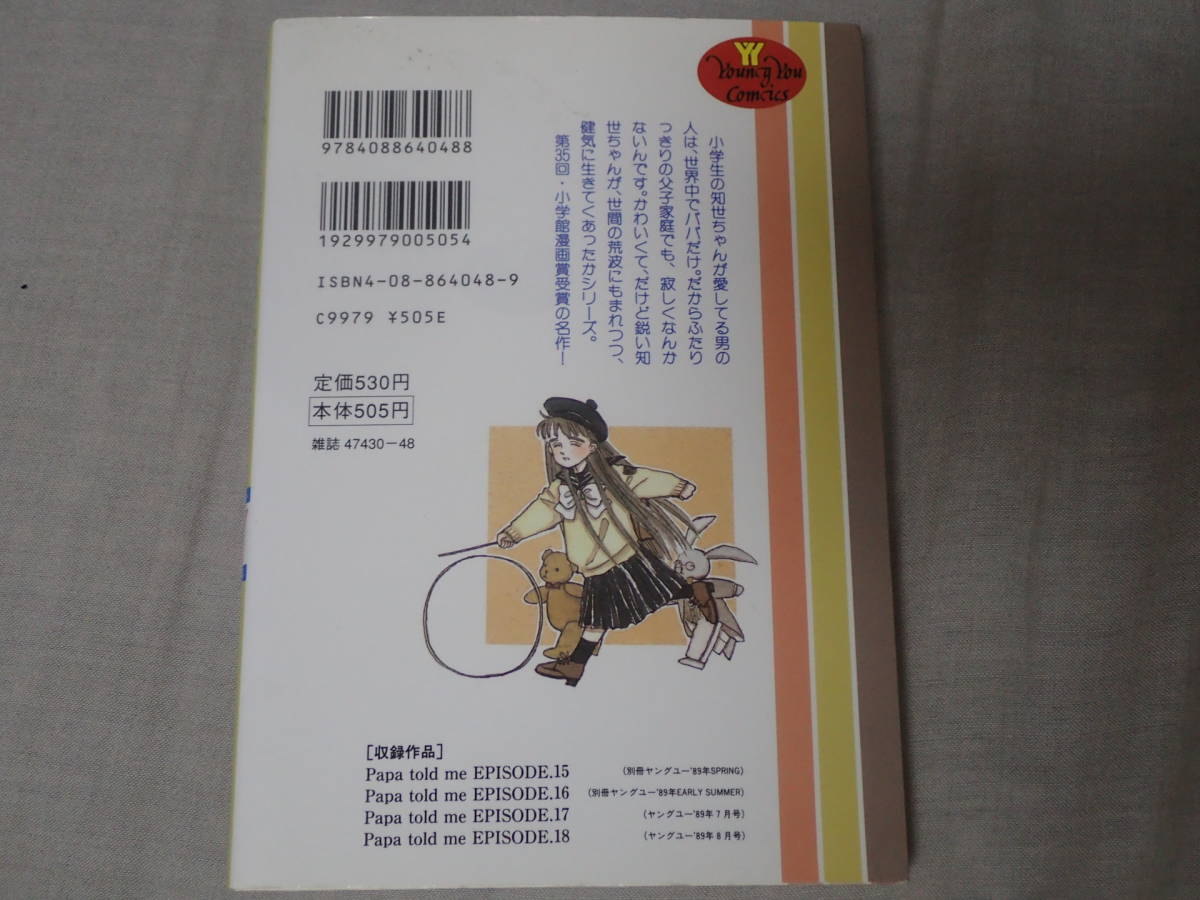 YY
Young You
Comics
9784088640488
1929979005054
ISBN4-08-864048-9
C9979 ¥505E
定価530円
本体505円
雑誌 47430-48
小学生の知世ちゃんが愛してる男の
人は、世界中でパパだけ。だからふたり
っきりの父子家庭でも、寂しくなんか
ないんです。かわいくて、だけど鋭い知
世ちゃんが、世間の荒波にもまれつつ、
健気に生きてくあったかシリーズ。
第35回・小学館漫画賞受賞の名作!
[収録作品]
Papa told me EPISODE.15 (別冊ヤングユー'89年SPRING)
Papa told me EPISODE.16 (別冊ヤングユー'89年EARLY SUMMER)
Papa told me EPISODE.17 (ヤングユー'89年7月号)
Papa told me EPISODE.18 (ヤングユー'89年8月号)